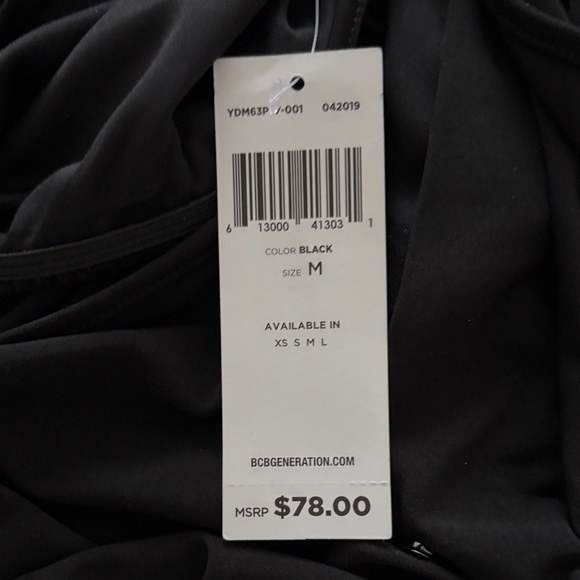 042019
6 13000 41303 1
COLOR BLACK
SIZE M
AVAILABLE IN
XS S M L
BCBGENERATION.COM
MSRP $78.00